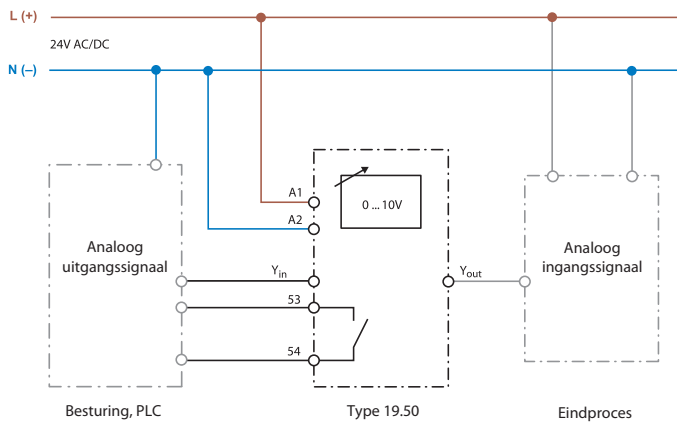 L (+)
24V AC/DC
N (–)
A1
0 ... 10V
A2
Analoog
uitgangssignaal
Analoog
ingangssignaal
Yin
Yout
53
54
Besturing, PLC
Type 19.50
Eindproces